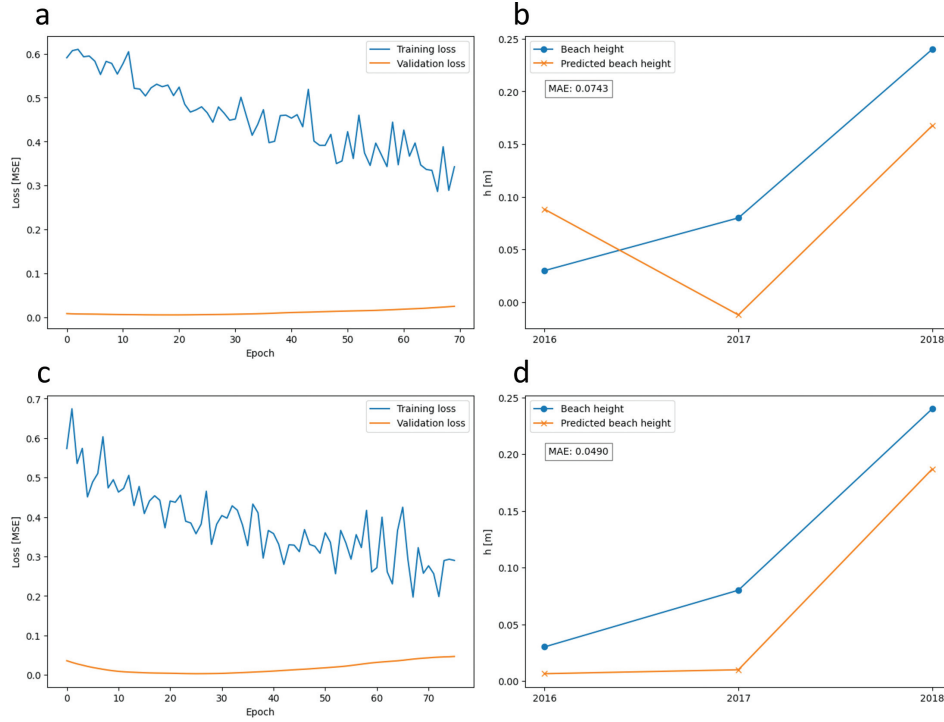 a
Loss [MSE]
0.6
0.5
0.4
0.3
0.2
0.1
0.0
Training loss
Validation loss
0
10
20
30
40
50
60
70
Epoch
b
h [m]
0.25
0.20
0.15
0.10
0.05
0.00
Beach height
Predicted beach height
MAE: 0.0743
2016
2017
2018
c
Loss [MSE]
0.7
0.6
0.5
0.4
0.3
0.2
0.1
0.0
Training loss
Validation loss
0
10
20
30
40
50
60
70
Epoch
d
h [m]
0.25
0.20
0.15
0.10
0.05
0.00
Beach height
Predicted beach height
MAE: 0.0490
2016
2017
2018